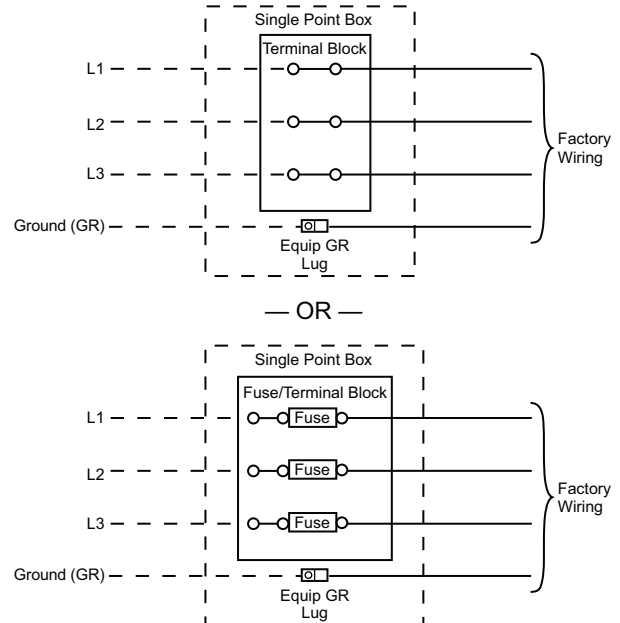 Single Point Box
Terminal Block
L1
L2
L3
Factory
Wiring
Ground (GR)
Equip GR
Lug
— OR —
Single Point Box
Fuse/Terminal Block
L1
Fuse
L2
Fuse
L3
Fuse
Factory
Wiring
Ground (GR)
Equip GR
Lug